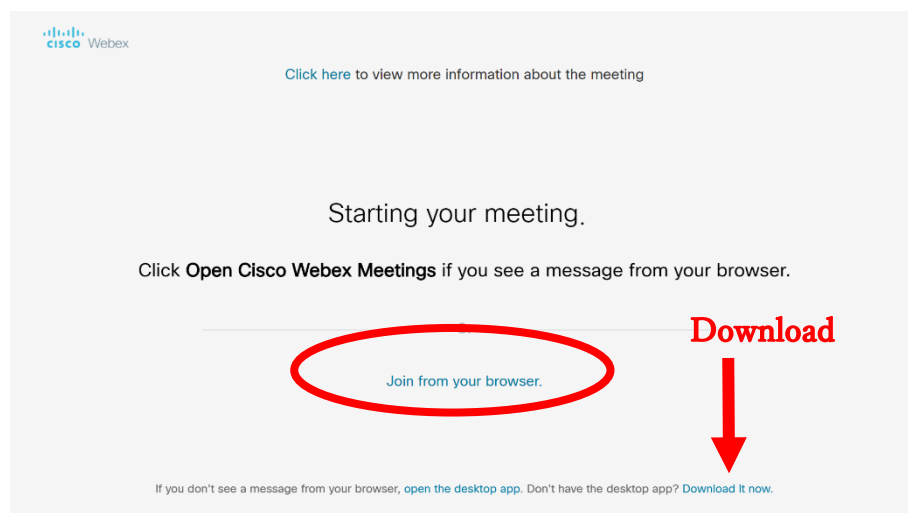 CISCO Webex
Click here to view more information about the meeting
Starting your meeting.
Click Open Cisco Webex Meetings if you see a message from your browser.
Download
Join from your browser.
If you don't see a message from your browser, open the desktop app. Don't have the desktop app? Download it now.